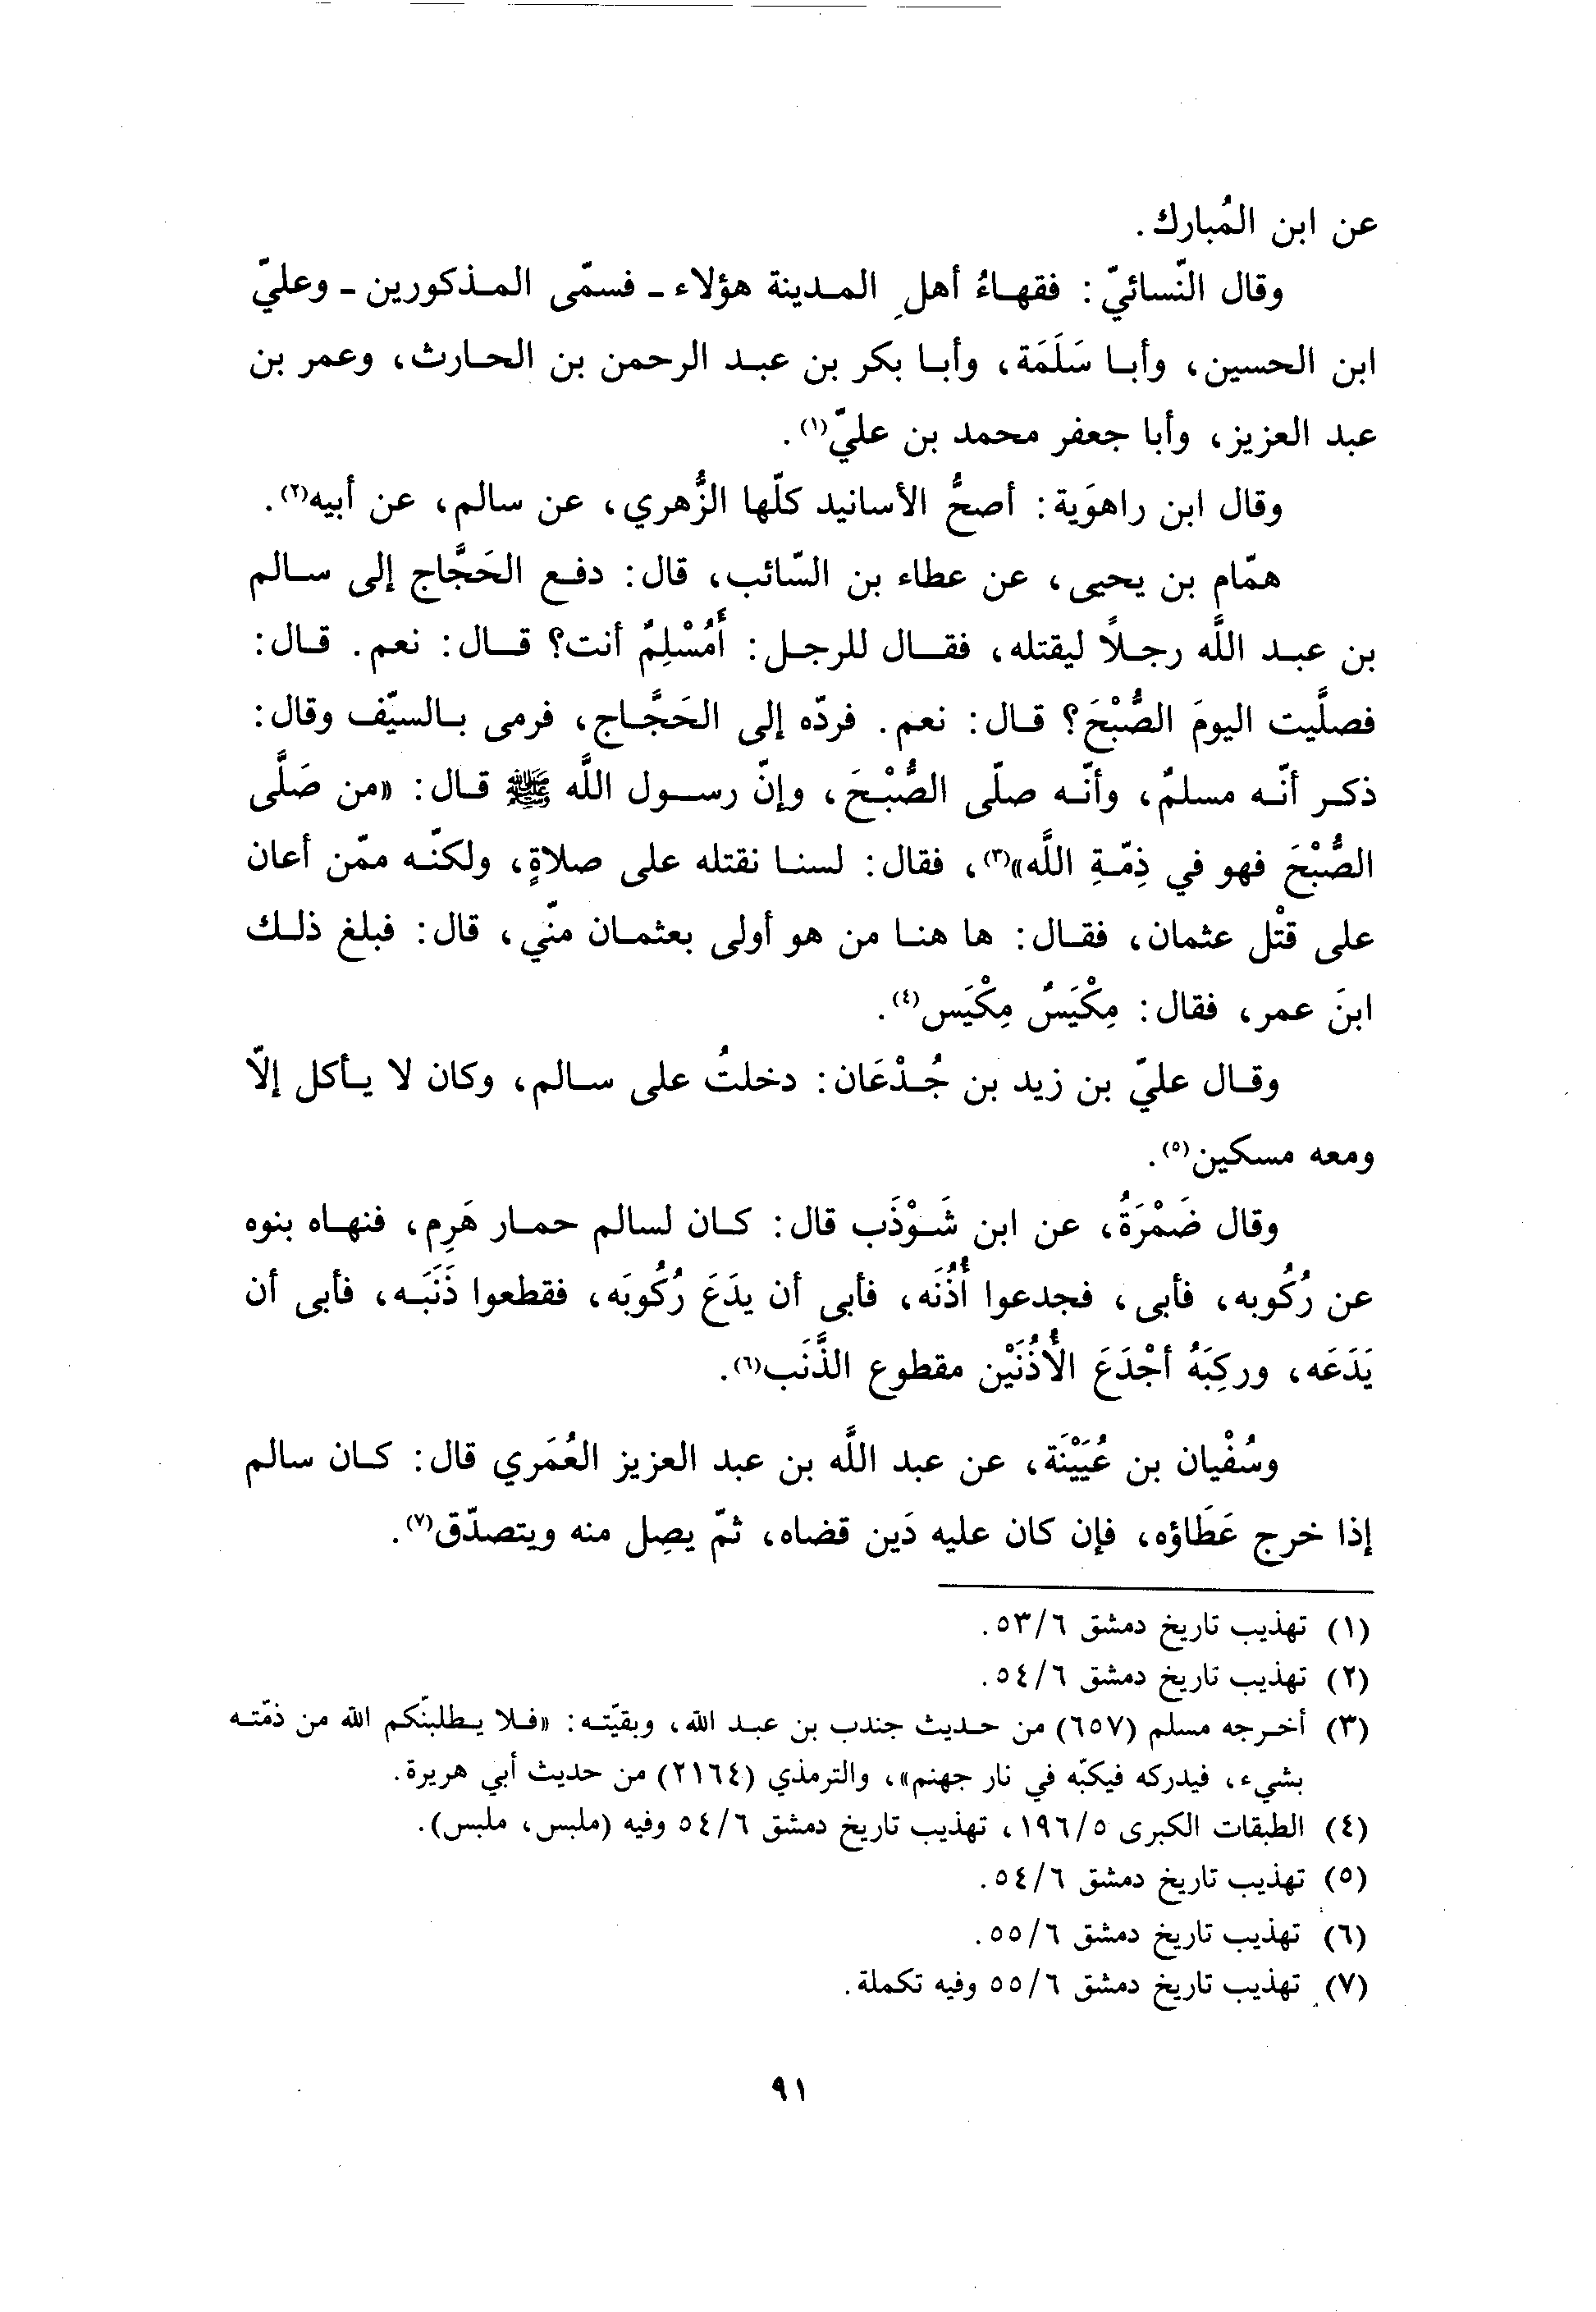 عن ابن المُبارك.
وقال النّسائيّ: فقهاءُ أهلِ المدينة هؤلاء - فسمّى المذكورين - وعليّ
ابن الحسين، وأبا سَلَمَة، وأبا بكر بن عبد الرحمن بن الحارث، وعمر بن
عبد العزيز، وأبا جعفر محمد بن عليّ(١).
وقال ابن راهوَية: أصحُّ الأسانيد كلّها الزُّهري، عن سالم، عن أبيه(٢).
همّام بن يحيى، عن عطاء بن السّائب، قال: دفع الحَجَّاج إلى سالم
بن عبد اللَّه رجلاً ليقتله، فقال للرجل: أَمُسْلِمٌ أنت؟ قال: نعم. قال:
فصلَّيت اليومَ الصُّبْحَ؟ قال: نعم. فردّه إلى الحَجَّاج، فرمى بالسيّف وقال:
ذكر أنّه مسلمٌ، وأنّه صلّى الصُّبْحَ، وإنّ رسول اللَّه ﷺ قال: «من صَلَّى
الصُّبْحَ فهو في ذِمّةِ اللَّه»(٣)، فقال: لسنا نقتله على صلاةٍ، ولكنّه ممّن أعان
على قتْل عثمان، فقال: ها هنا من هو أولى بعثمان منّي، قال: فبلغ ذلك
ابنَ عمر، فقال: مِكْيَسٌ مِكْيَس(٤).
وقال عليّ بن زيد بن جُدْعَان: دخلتُ على سالم، وكان لا يأكل إلاّ
ومعه مسكين(٥).
وقال ضَمْرَةُ، عن ابن شَوْذَب قال: كان لسالم حمار هَرِم، فنهاه بنوه
عن رُكُوبه، فأبى، فجدعوا أُذُنَه، فأبى أن يدَعَ رُكُوبَه، فقطعوا ذَنَبَه، فأبى أن
يَدَعَه، وركِبَهُ أجْدَعَ الأُذُنَيْن مقطوع الذَّنَب(٦).
وسُفْيان بن عُيَيْنَة، عن عبد اللَّه بن عبد العزيز العُمَري قال: كان سالم
إذا خرج عَطَاؤه، فإن كان عليه دَين قضاه، ثمّ يصِل منه ويتصدّق(٧).
(١) تهذيب تاريخ دمشق ٥٣/٦.
(٢) تهذيب تاريخ دمشق ٥٤/٦.
(٣) أخرجه مسلم (٦٥٧) من حديث جندب بن عبد الله، وبقيّته: «فلا يطلبنّكم الله من ذمّته
بشيء، فيدركه فيكبّه في نار جهنم»، والترمذي (٢١٦٤) من حديث أبي هريرة.
(٤) الطبقات الكبرى ١٩٦/٥، تهذيب تاريخ دمشق ٥٤/٦ وفيه (ملبس، ملبس).
(٥) تهذيب تاريخ دمشق ٥٤/٦.
(٦) تهذيب تاريخ دمشق ٥٥/٦.
(٧) تهذيب تاريخ دمشق ٥٥/٦ وفيه تكملة.
٩١